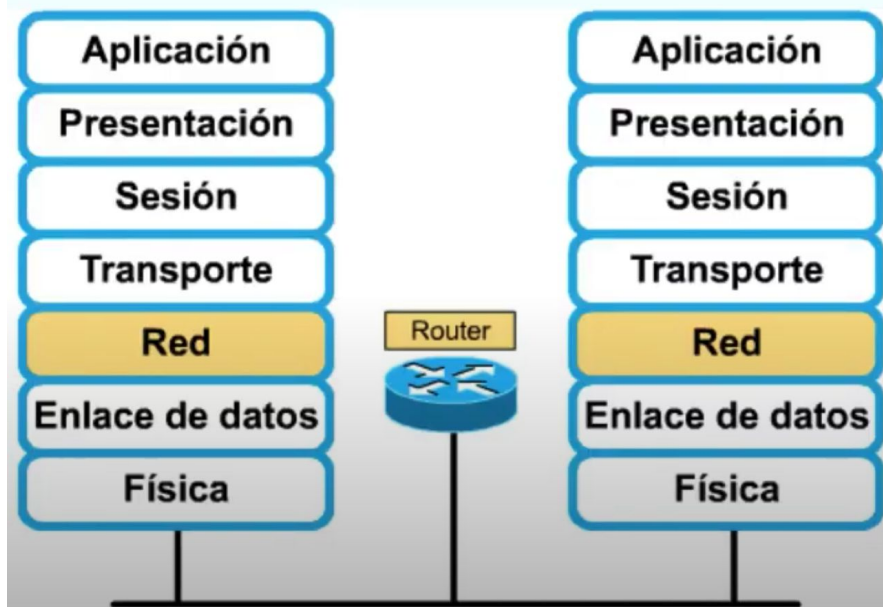 Aplicación
Presentación
Sesión
Transporte
Red
Enlace de datos
Física
Router
Aplicación
Presentación
Sesión
Transporte
Red
Enlace de datos
Física